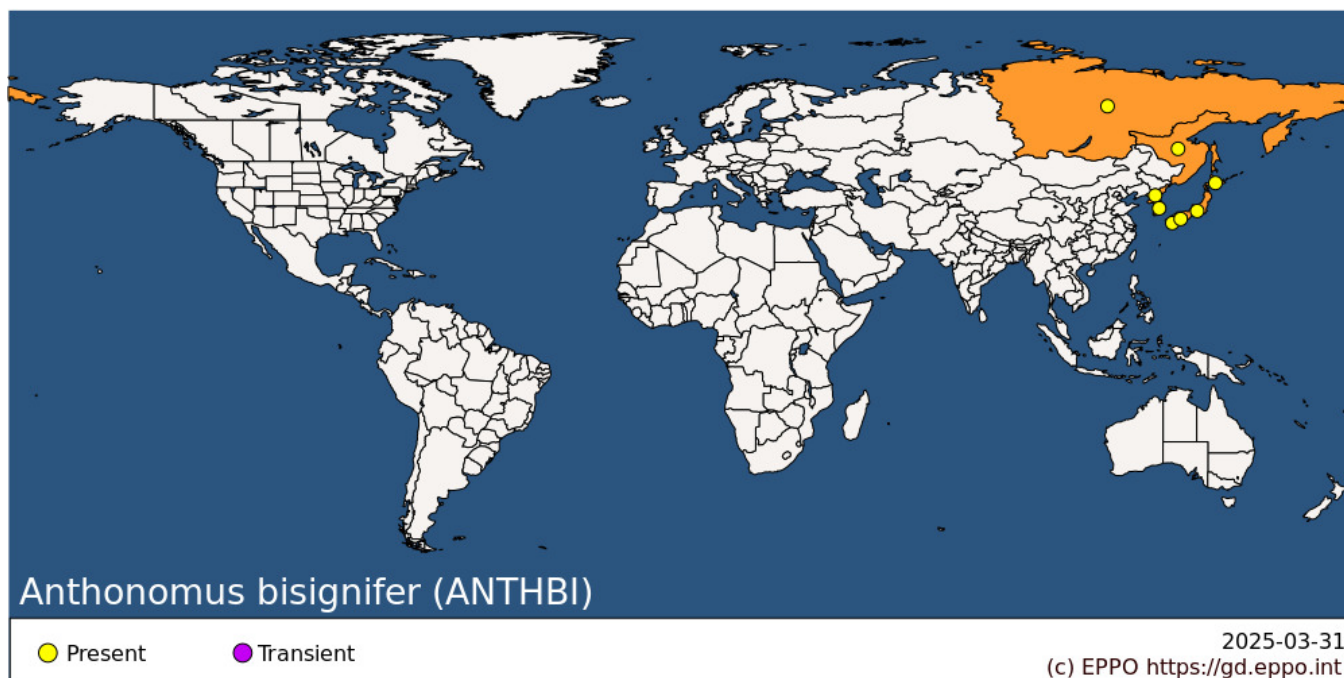 Anthonomus bisignifer (ANTHBI)
Present
Transient
2025-03-31
(c) EPPO https://gd.eppo.int